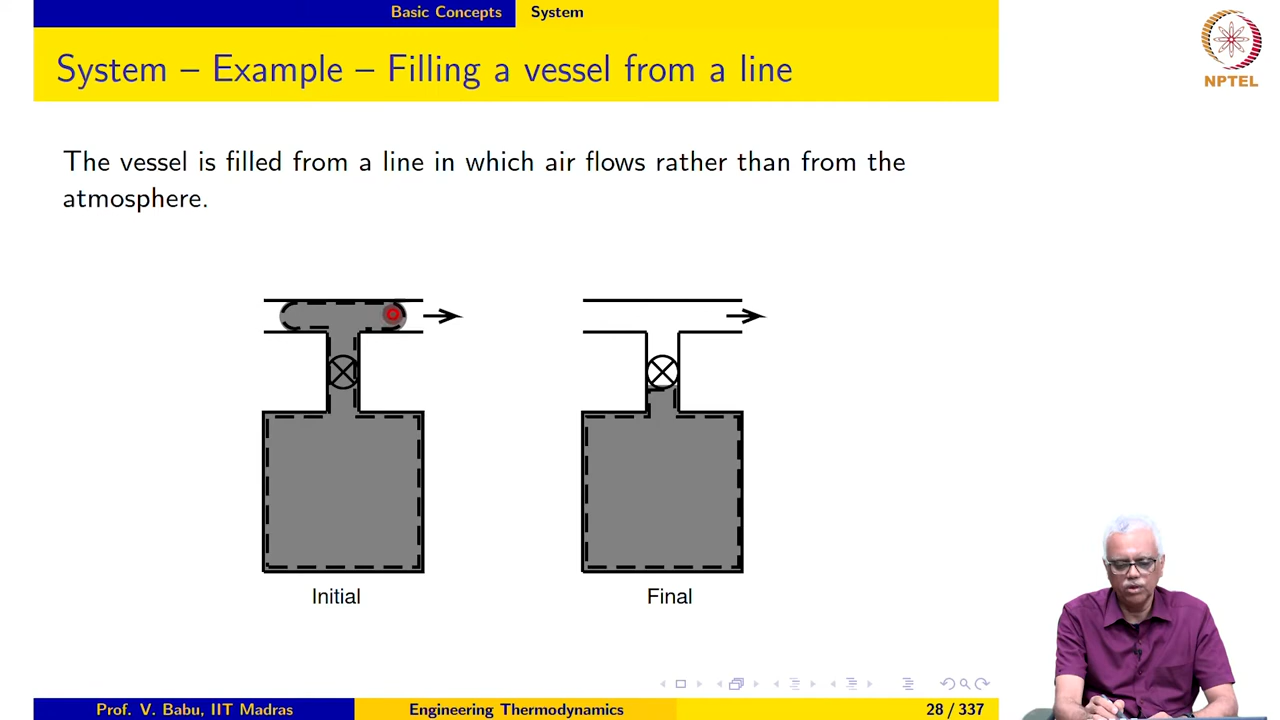 Basic Concepts System
System – Example – Filling a vessel from a line
NPTEL
The vessel is filled from a line in which air flows rather than from the
atmosphere.
Initial Final
Prof. V. Babu, IIT Madras Engineering Thermodynamics 28 / 337